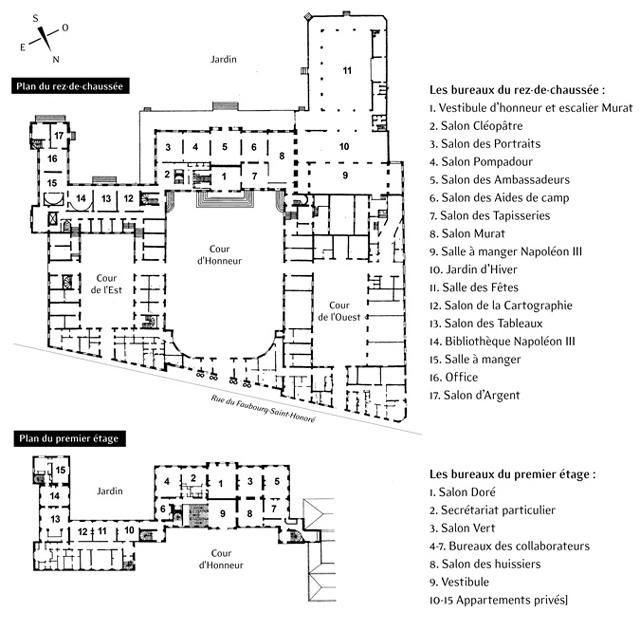 S
O
E
N
Plan du rez-de-chaussée
Jardin
11
17
16
15
14
13
12
3
4
5
6
8
10
2
1
7
9
Cour
d'Honneur
Cour
de l'Est
Cour
de l'Ouest
Rue du Faubourg-Saint-Honoré
Les bureaux du rez-de-chaussée :
1. Vestibule d'honneur et escalier Murat
2. Salon Cléopâtre
3. Salon des Portraits
4. Salon Pompadour
5. Salon des Ambassadeurs
6. Salon des Aides de camp
7. Salon des Tapisseries
8. Salon Murat
9. Salle à manger Napoléon III
10. Jardin d'Hiver
11. Salle des Fêtes
12. Salon de la Cartographie
13. Salon des Tableaux
14. Bibliothèque Napoléon III
15. Salle à manger
16. Office
17. Salon d'Argent
Plan du premier étage
15
14
13
12
11
10
Jardin
4
2
1
3
5
6
9
8
7
Cour
d'Honneur
Les bureaux du premier étage :
1. Salon Doré
2. Secrétariat particulier
3. Salon Vert
4-7. Bureaux des collaborateurs
8. Salon des huissiers
9. Vestibule
10-15 Appartements privés]